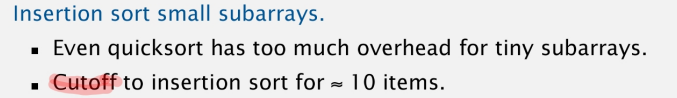 Insertion sort small subarrays.
▪ Even quicksort has too much overhead for tiny subarrays.
▪ Cutoff to insertion sort for ≈ 10 items.